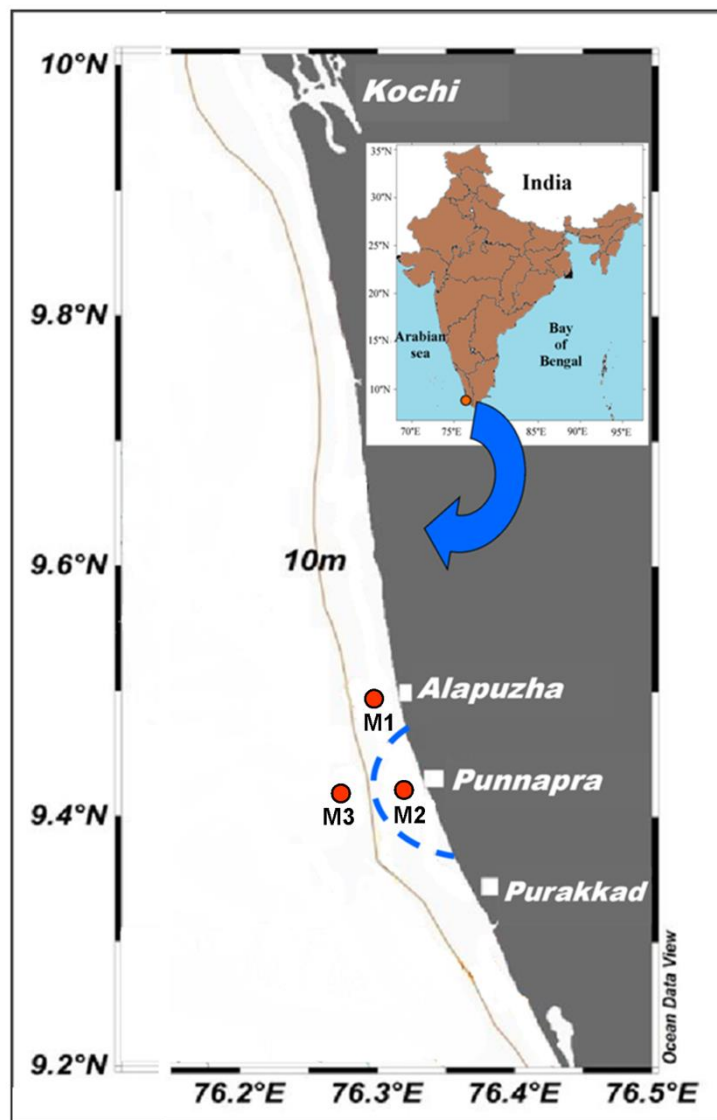 10°N
Kochi
35°N
India
30°N
25°N
20°N
9.8°N
15°N
Arabian
sea
Bay
of
Bengal
10°N
70°E
75°E
80°E
85°E
90°E
95°E
9.6°N
10m
Alapuzha
M1
Punnapra
M3
M2
9.4°N
Purakkad
Ocean Data View
9.2°N
76.2°E
76.3°E
76.4°E
76.5°E